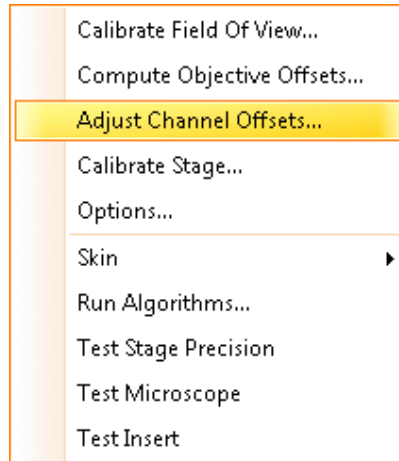 Calibrate Field Of View...
Compute Objective Offsets...
Adjust Channel Offsets...
Calibrate Stage...
Options...
Skin
Run Algorithms...
Test Stage Precision
Test Microscope
Test Insert